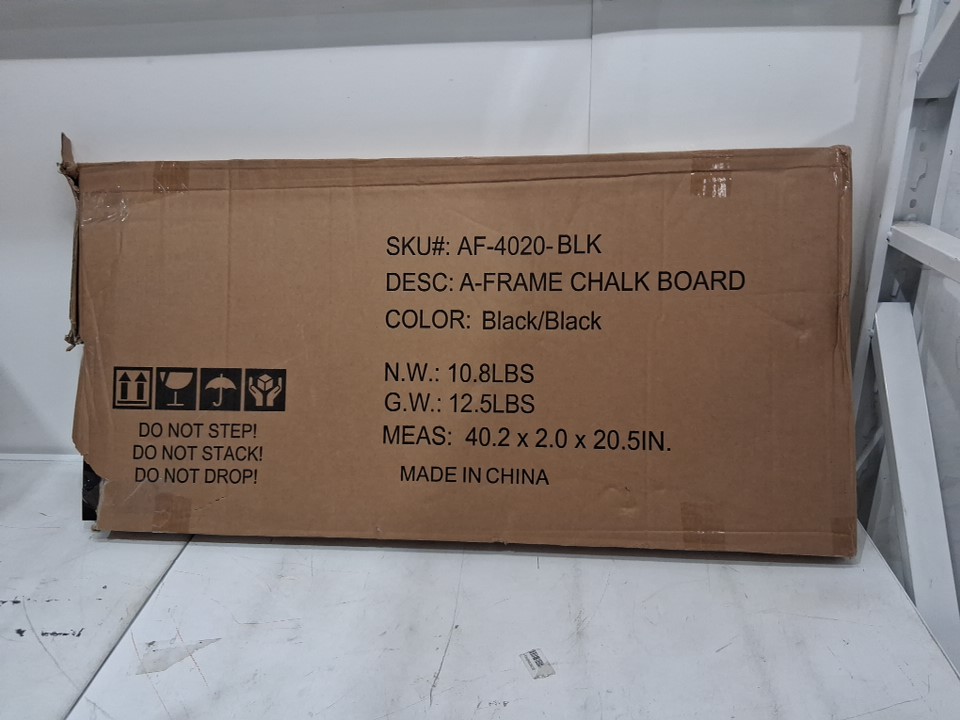 SKU#: AF-4020-BLK
DESC: A-FRAME CHALK BOARD
COLOR: Black/Black
N.W.: 10.8LBS
G.W.: 12.5LBS
MEAS: 40.2 x 2.0 x 20.5IN.
MADE IN CHINA
DO NOT STEP!
DO NOT STACK!
DO NOT DROP!